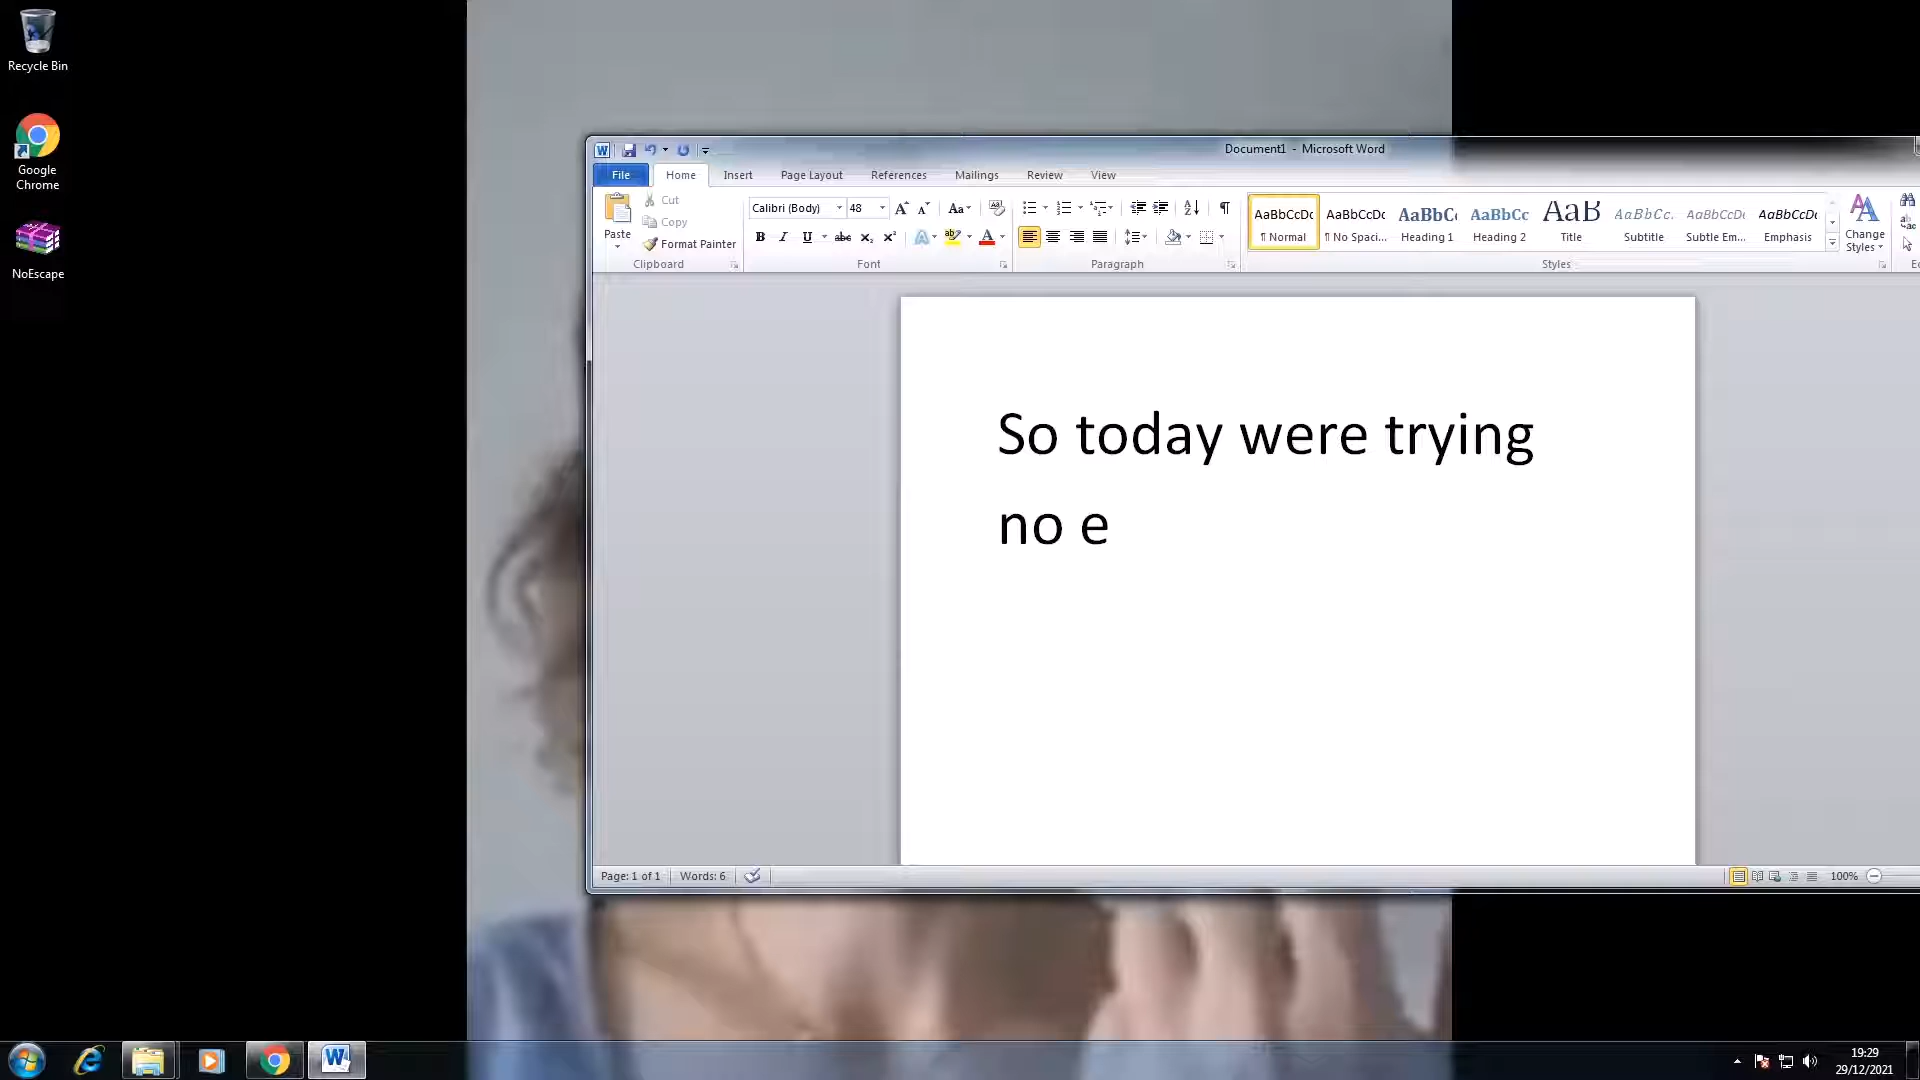 Recycle Bin
Google
Chrome
NoEscape
Document1 - Microsoft Word
File Home Insert Page Layout References Mailings Review View
Paste
Cut
Copy
Format Painter
Clipboard
Calibri (Body) 48
Font
Paragraph
AaBbCcDc AaBbCcDc AaBbC AaBbCc AaB AaBbCc. AaBbCcDc AaBbCcDc
¶ Normal ¶ No Spaci... Heading 1 Heading 2 Title Subtitle Subtle Em... Emphasis
Change
Styles
Styles
So today were trying
no e
Page: 1 of 1 Words: 6
100%
19:29
29/12/2021